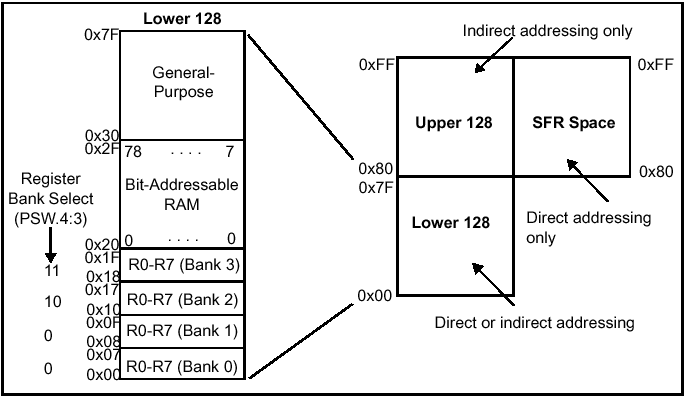 Lower 128
0x7F
General-
Purpose
0x30
0x2F
78 . . . . 7
Bit-Addressable
RAM
0 . . . . 0
0x20
Register
Bank Select
(PSW.4:3)
0x1F
11
R0-R7 (Bank 3)
0x18
0x17
10
R0-R7 (Bank 2)
0x10
0x0F
0
R0-R7 (Bank 1)
0x08
0x07
0
R0-R7 (Bank 0)
0x00
Indirect addressing only
0xFF
0xFF
Upper 128
SFR Space
0x80
0x80
0x7F
Direct addressing
only
Lower 128
0x00
Direct or indirect addressing